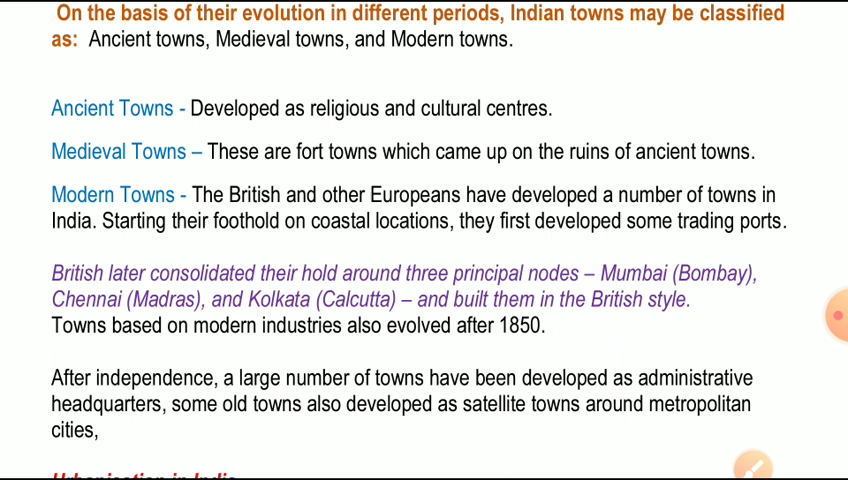 On the basis of their evolution in different periods, Indian towns may be classified
as: Ancient towns, Medieval towns, and Modern towns.
Ancient Towns - Developed as religious and cultural centres.
Medieval Towns – These are fort towns which came up on the ruins of ancient towns.
Modern Towns - The British and other Europeans have developed a number of towns in
India. Starting their foothold on coastal locations, they first developed some trading ports.
British later consolidated their hold around three principal nodes – Mumbai (Bombay),
Chennai (Madras), and Kolkata (Calcutta) – and built them in the British style.
Towns based on modern industries also evolved after 1850.
After independence, a large number of towns have been developed as administrative
headquarters, some old towns also developed as satellite towns around metropolitan
cities,
Urbanisation in India